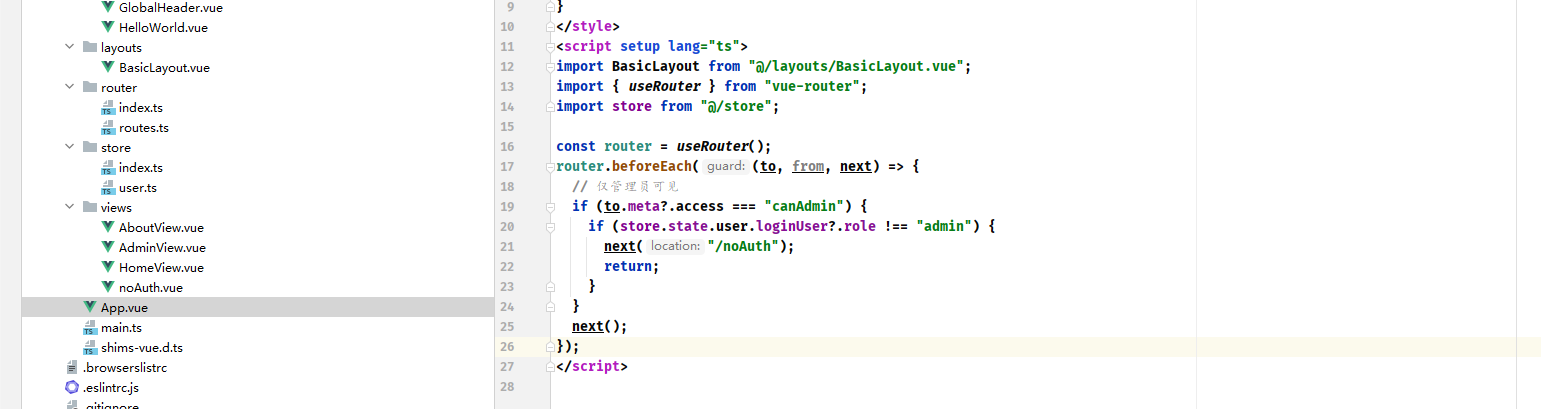 GlobalHeader.vue
HelloWorld.vue
layouts
BasicLayout.vue
router
index.ts
routes.ts
store
index.ts
user.ts
views
AboutView.vue
AdminView.vue
HomeView.vue
noAuth.vue
App.vue
main.ts
shims-vue.d.ts
.browserslistrc
.eslintrc.js
.gitignore
9 }
10 </style>
11 <script setup lang="ts">
12 import BasicLayout from "@/layouts/BasicLayout.vue";
13 import { useRouter } from "vue-router";
14 import store from "@/store";
15
16 const router = useRouter();
17 router.beforeEach( guard: (to, from, next) => {
18 // 仅管理员可见
19 if (to.meta?.access === "canAdmin") {
20 if (store.state.user.loginUser?.role !== "admin") {
21 next( location: "/noAuth");
22 return;
23 }
24 }
25 next();
26 });
27 </script>
28